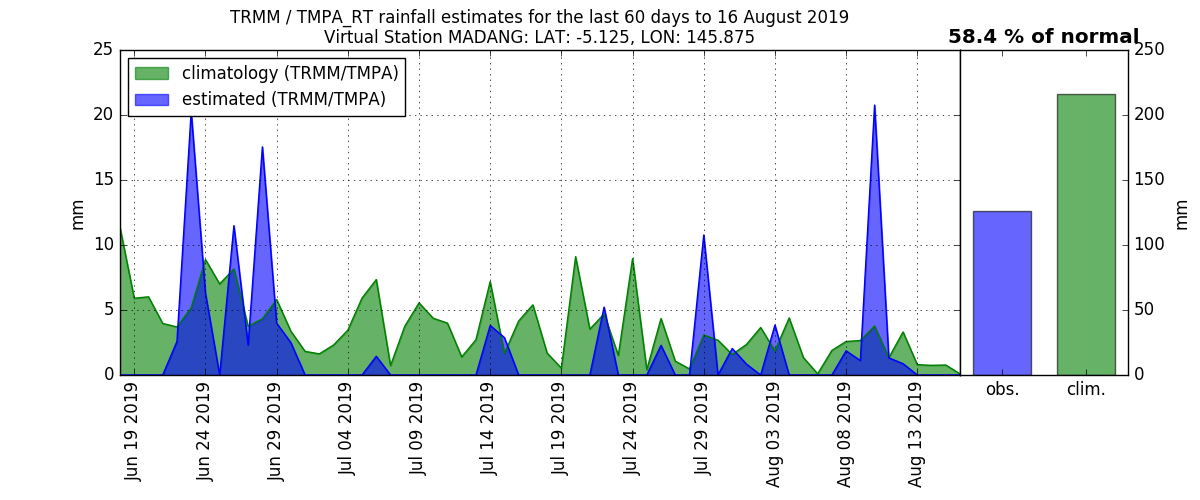 TRMM / TMPA_RT rainfall estimates for the last 60 days to 16 August 2019
Virtual Station MADANG: LAT: -5.125, LON: 145.875
58.4 % of normal
climatology (TRMM/TMPA)
estimated (TRMM/TMPA)
mm
25
20
15
10
5
0
Jun 19 2019
Jun 24 2019
Jun 29 2019
Jul 04 2019
Jul 09 2019
Jul 14 2019
Jul 19 2019
Jul 24 2019
Jul 29 2019
Aug 03 2019
Aug 08 2019
Aug 13 2019
obs.
clim.
250
200
150
100
50
0
mm